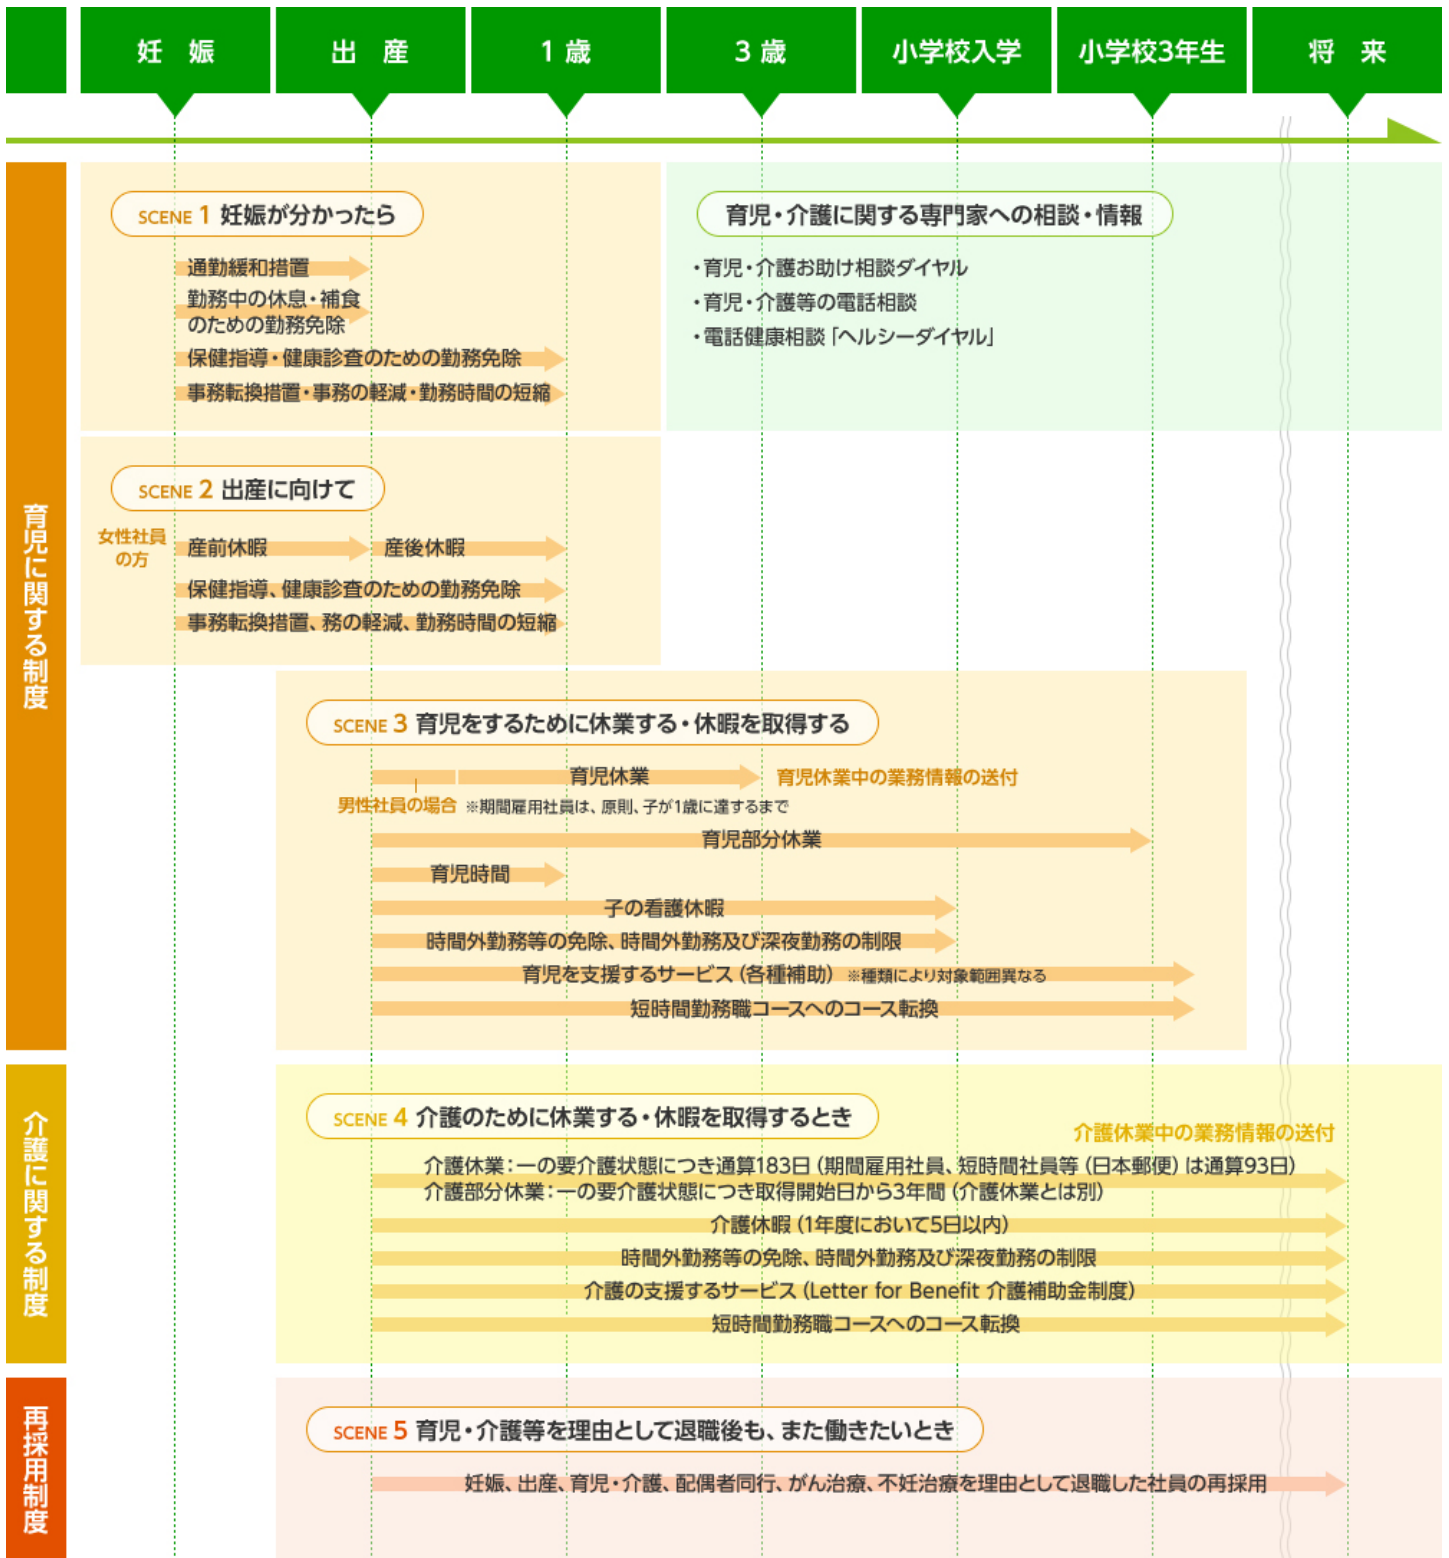 妊 娠
出 産
1 歳
3 歳
小学校入学
小学校3年生
将 来
育児に関する制度
SCENE 1 妊娠が分かったら
通勤緩和措置
勤務中の休息・補食
のための勤務免除
保健指導・健康診査のための勤務免除
事務転換措置・事務の軽減・勤務時間の短縮
育児・介護に関する専門家への相談・情報
・育児・介護お助け相談ダイヤル
・育児・介護等の電話相談
・電話健康相談「ヘルシーダイヤル」
SCENE 2 出産に向けて
女性社員
の方
産前休暇
産後休暇
保健指導、健康診査のための勤務免除
事務転換措置、務の軽減、勤務時間の短縮
SCENE 3 育児をするために休業する・休暇を取得する
育児休業
育児休業中の業務情報の送付
男性社員の場合
※期間雇用社員は、原則、子が1歳に達するまで
育児部分休業
育児時間
子の看護休暇
時間外勤務等の免除、時間外勤務及び深夜勤務の制限
育児を支援するサービス(各種補助) ※種類により対象範囲異なる
短時間勤務職コースへのコース転換
介護に関する制度
SCENE 4 介護のために休業する・休暇を取得するとき
介護休業中の業務情報の送付
介護休業:一の要介護状態につき通算183日(期間雇用社員、短時間社員等(日本郵便)は通算93日)
介護部分休業:一の要介護状態につき取得開始日から3年間(介護休業とは別)
介護休暇(1年度において5日以内)
時間外勤務等の免除、時間外勤務及び深夜勤務の制限
介護の支援するサービス(Letter for Benefit 介護補助金制度)
短時間勤務職コースへのコース転換
再採用制度
SCENE 5 育児・介護等を理由として退職後も、また働きたいとき
妊娠、出産、育児・介護、配偶者同行、がん治療、不妊治療を理由として退職した社員の再採用